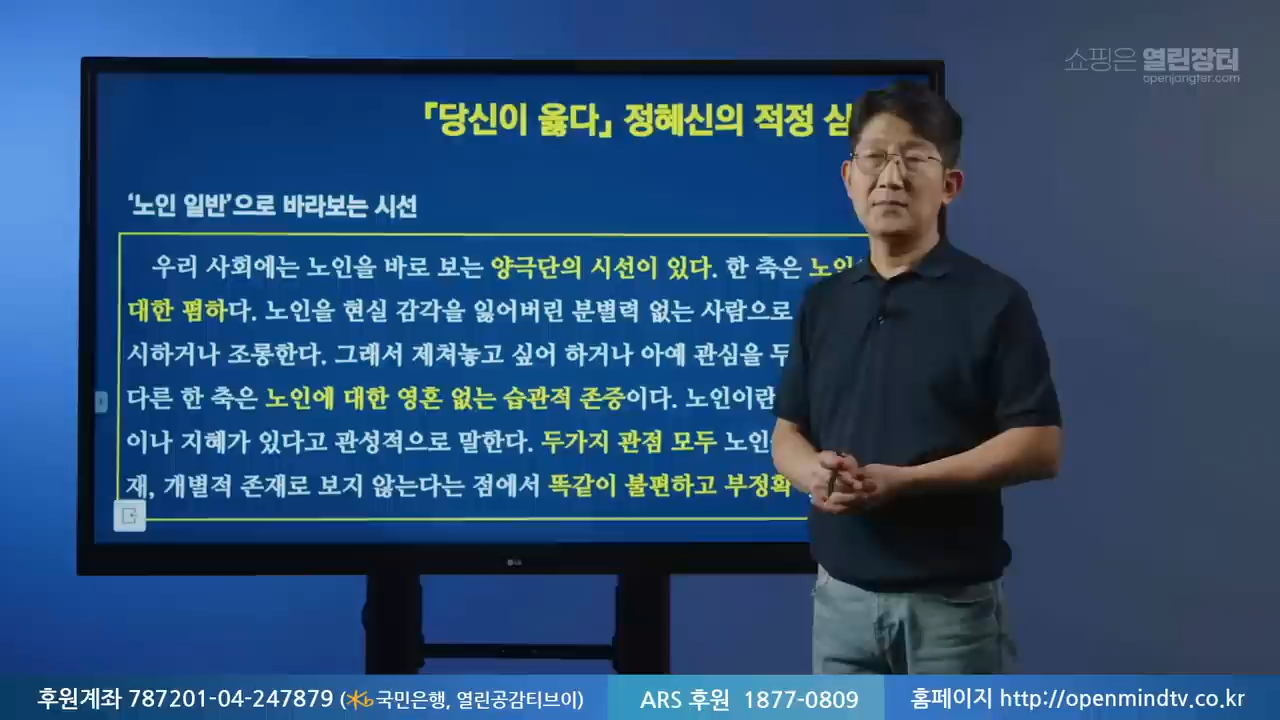 쇼핑은 열린장터
openjangter.com
「당신이 옳다」 정혜신의 적정
'노인 일반'으로 바라보는 시선
우리 사회에는 노인을 바로 보는 양극단의 시선이 있다. 한 축은
대한 폄하다. 노인을 현실 감각을 잃어버린 분별력 없는 사람으로
시하거나 조롱한다. 그래서 제쳐놓고 싶어 하거나 아예 관심을
다른 한 축은 노인에 대한 영혼 없는 습관적 존중이다. 노인이란
이나 지혜가 있다고 관성적으로 말한다. 두가지 관점 모두
재, 개별적 존재로 보지 않는다는 점에서 똑같이 불편하고
LG
후원계좌 787201-04-247879 (KB국민은행, 열린공감티브이)
ARS 후원 1877-0809
홈페이지 http://openmindtv.co.kr